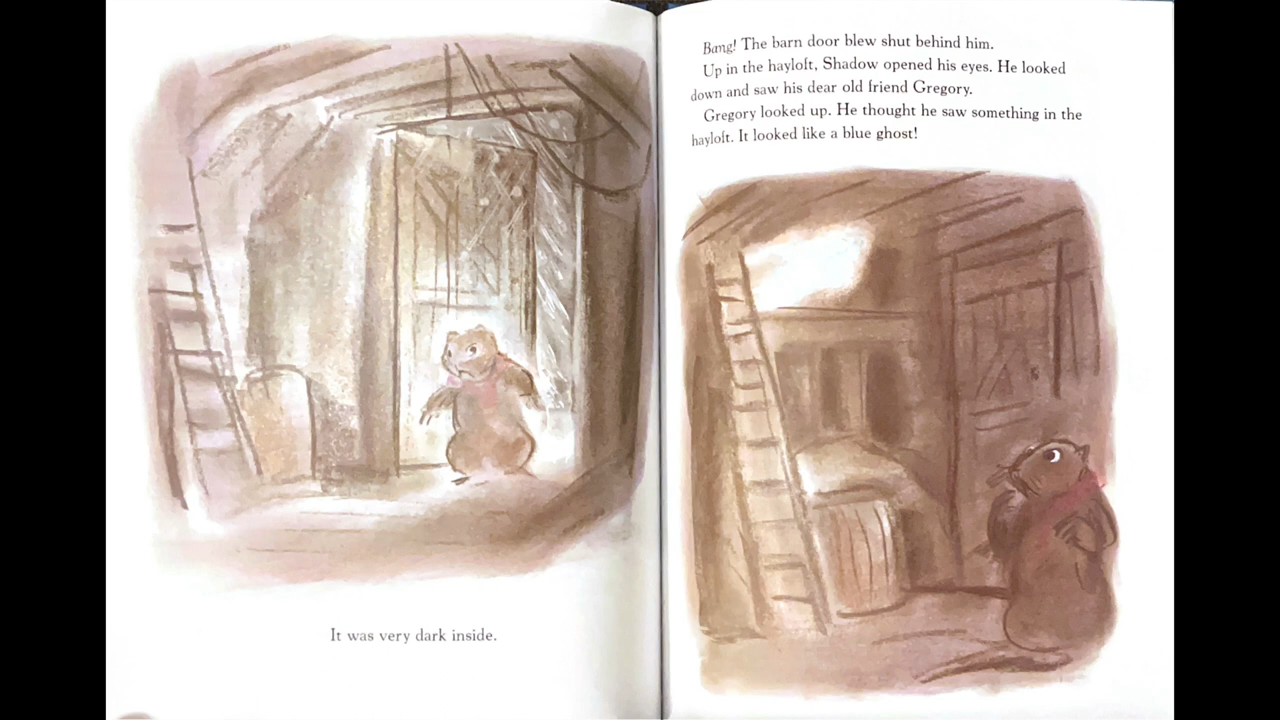 It was very dark inside.
Bang! The barn door blew shut behind him.
Up in the hayloft, Shadow opened his eyes. He looked
down and saw his dear old friend Gregory.
Gregory looked up. He thought he saw something in the
hayloft. It looked like a blue ghost!